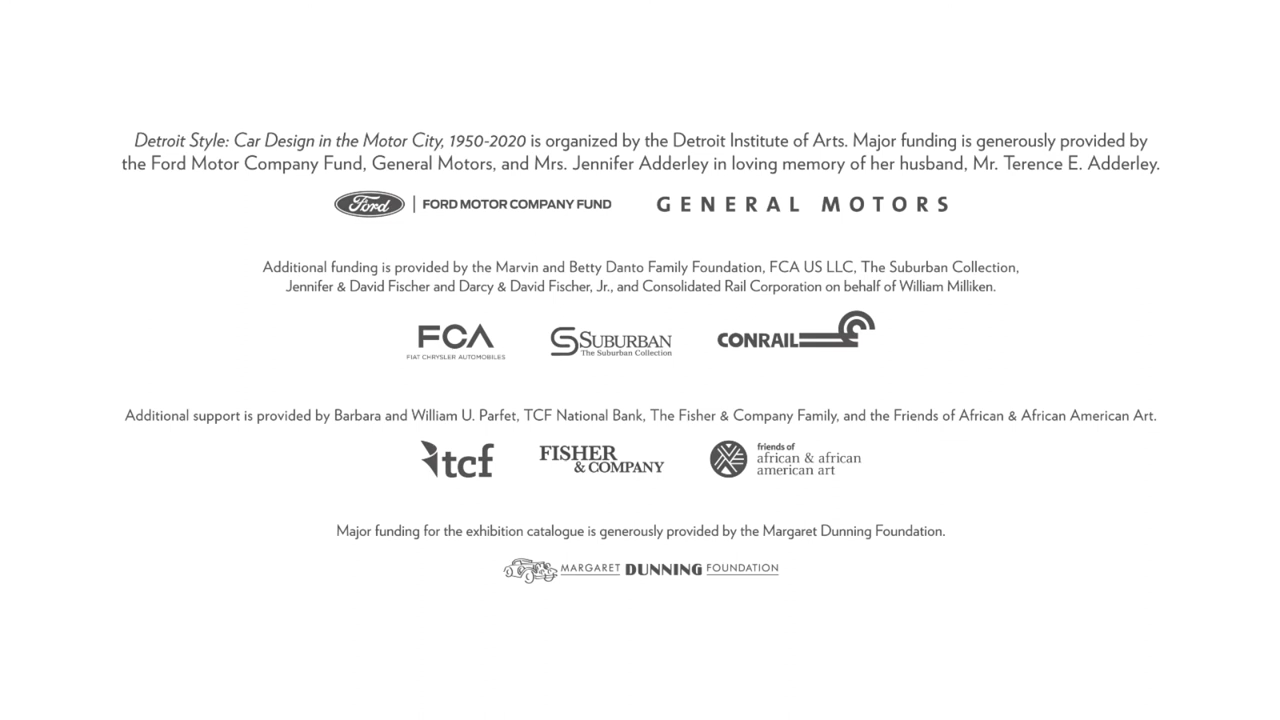 Detroit Style: Car Design in the Motor City, 1950-2020 is organized by the Detroit Institute of Arts. Major funding is generously provided by
the Ford Motor Company Fund, General Motors, and Mrs. Jennifer Adderley in loving memory of her husband, Mr. Terence E. Adderley.
Ford | FORD MOTOR COMPANY FUND
GENERAL MOTORS
Additional funding is provided by the Marvin and Betty Danto Family Foundation, FCA US LLC, The Suburban Collection,
Jennifer & David Fischer and Darcy & David Fischer, Jr., and Consolidated Rail Corporation on behalf of William Milliken.
FCA
FIAT CHRYSLER AUTOMOBILES
SUBURBAN
The Suburban Collection
CONRAIL
Additional support is provided by Barbara and William U. Parfet, TCF National Bank, The Fisher & Company Family, and the Friends of African & African American Art.
tcf
FISHER
& COMPANY
friends of
african & african
american art
Major funding for the exhibition catalogue is generously provided by the Margaret Dunning Foundation.
MARGARET DUNNING FOUNDATION